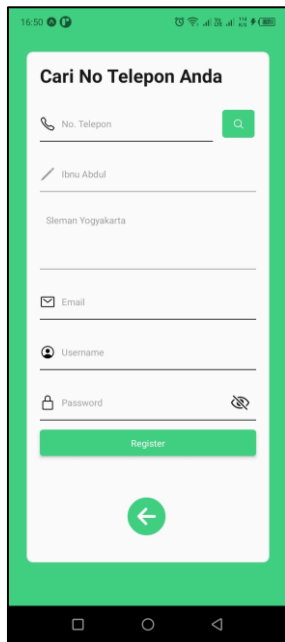 16:50
Cari No Telepon Anda
No. Telepon
Ibnu Abdul
Sleman Yogyakarta
Email
Username
Password
Register